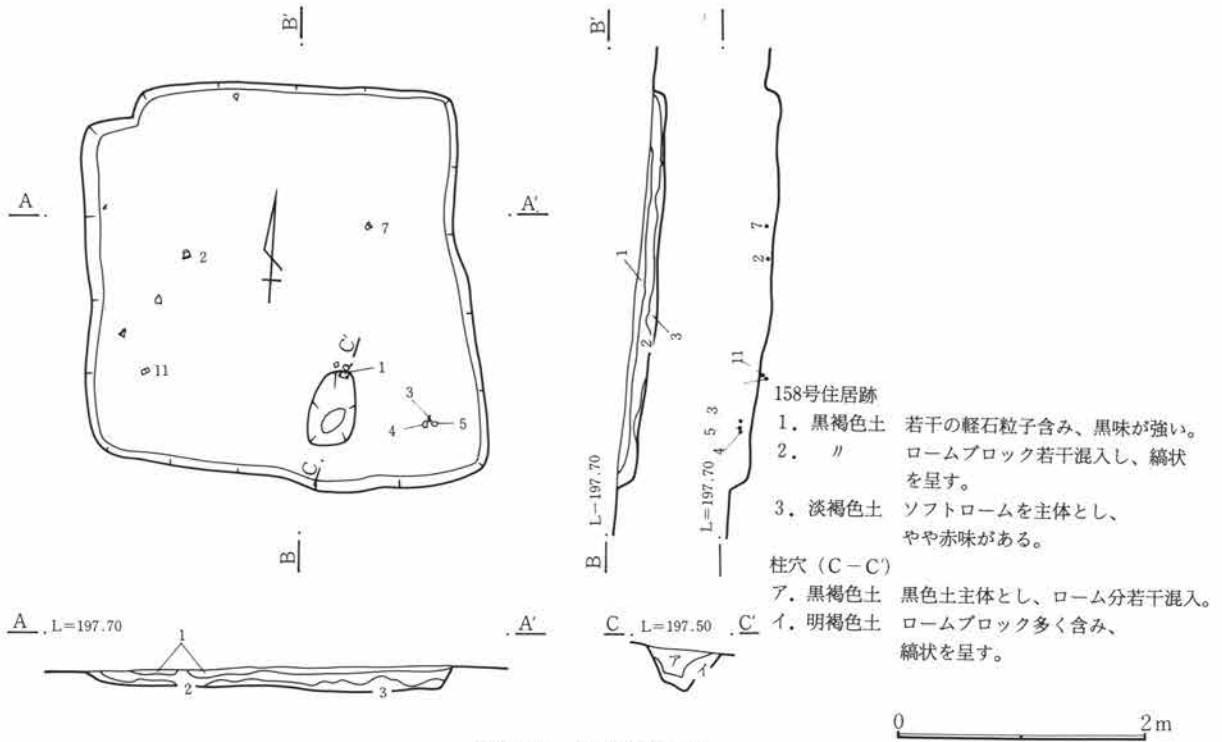 B'
B'
A
A'
7
2
11
C'
1
3
4
5
C
B
1
2
3
L=197.70
B
7
2
11
3
5
4
L=197.70
158号住居跡
1．黒褐色土 若干の軽石粒子含み、黒味が強い。
2． 〃 ロームブロック若干混入し、縞状
を呈す。
3．淡褐色土 ソフトロームを主体とし、
やや赤味がある。
柱穴（C－C'）
ア．黒褐色土 黒色土主体とし、ローム分若干混入。
イ．明褐色土 ロームブロック多く含み、
縞状を呈す。
A L=197.70 A'
1
2
3
C L=197.50 C'
ア
イ
0 2m